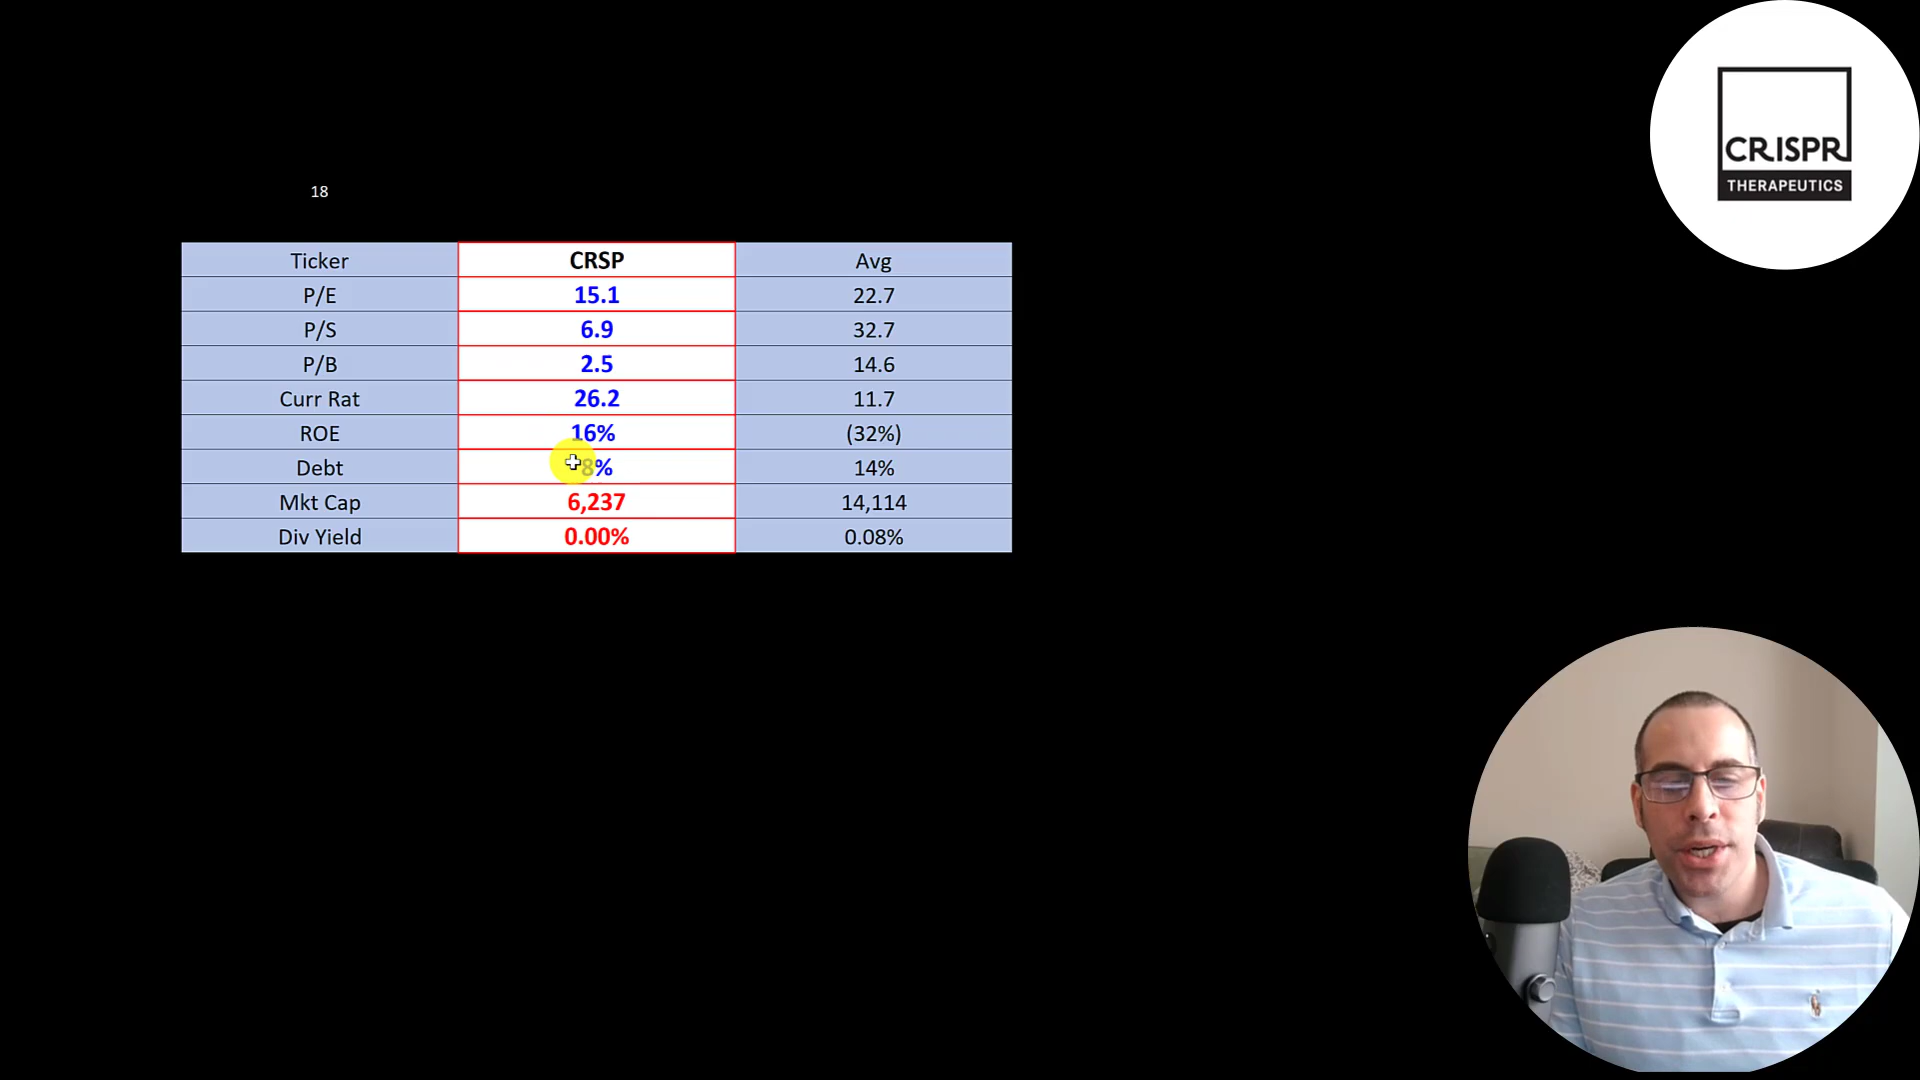 CRISPR
THERAPEUTICS
18
Ticker CRSP Avg
P/E 15.1 22.7
P/S 6.9 32.7
P/B 2.5 14.6
Curr Rat 26.2 11.7
ROE 16% (32%)
Debt 8% 14%
Mkt Cap 6,237 14,114
Div Yield 0.00% 0.08%